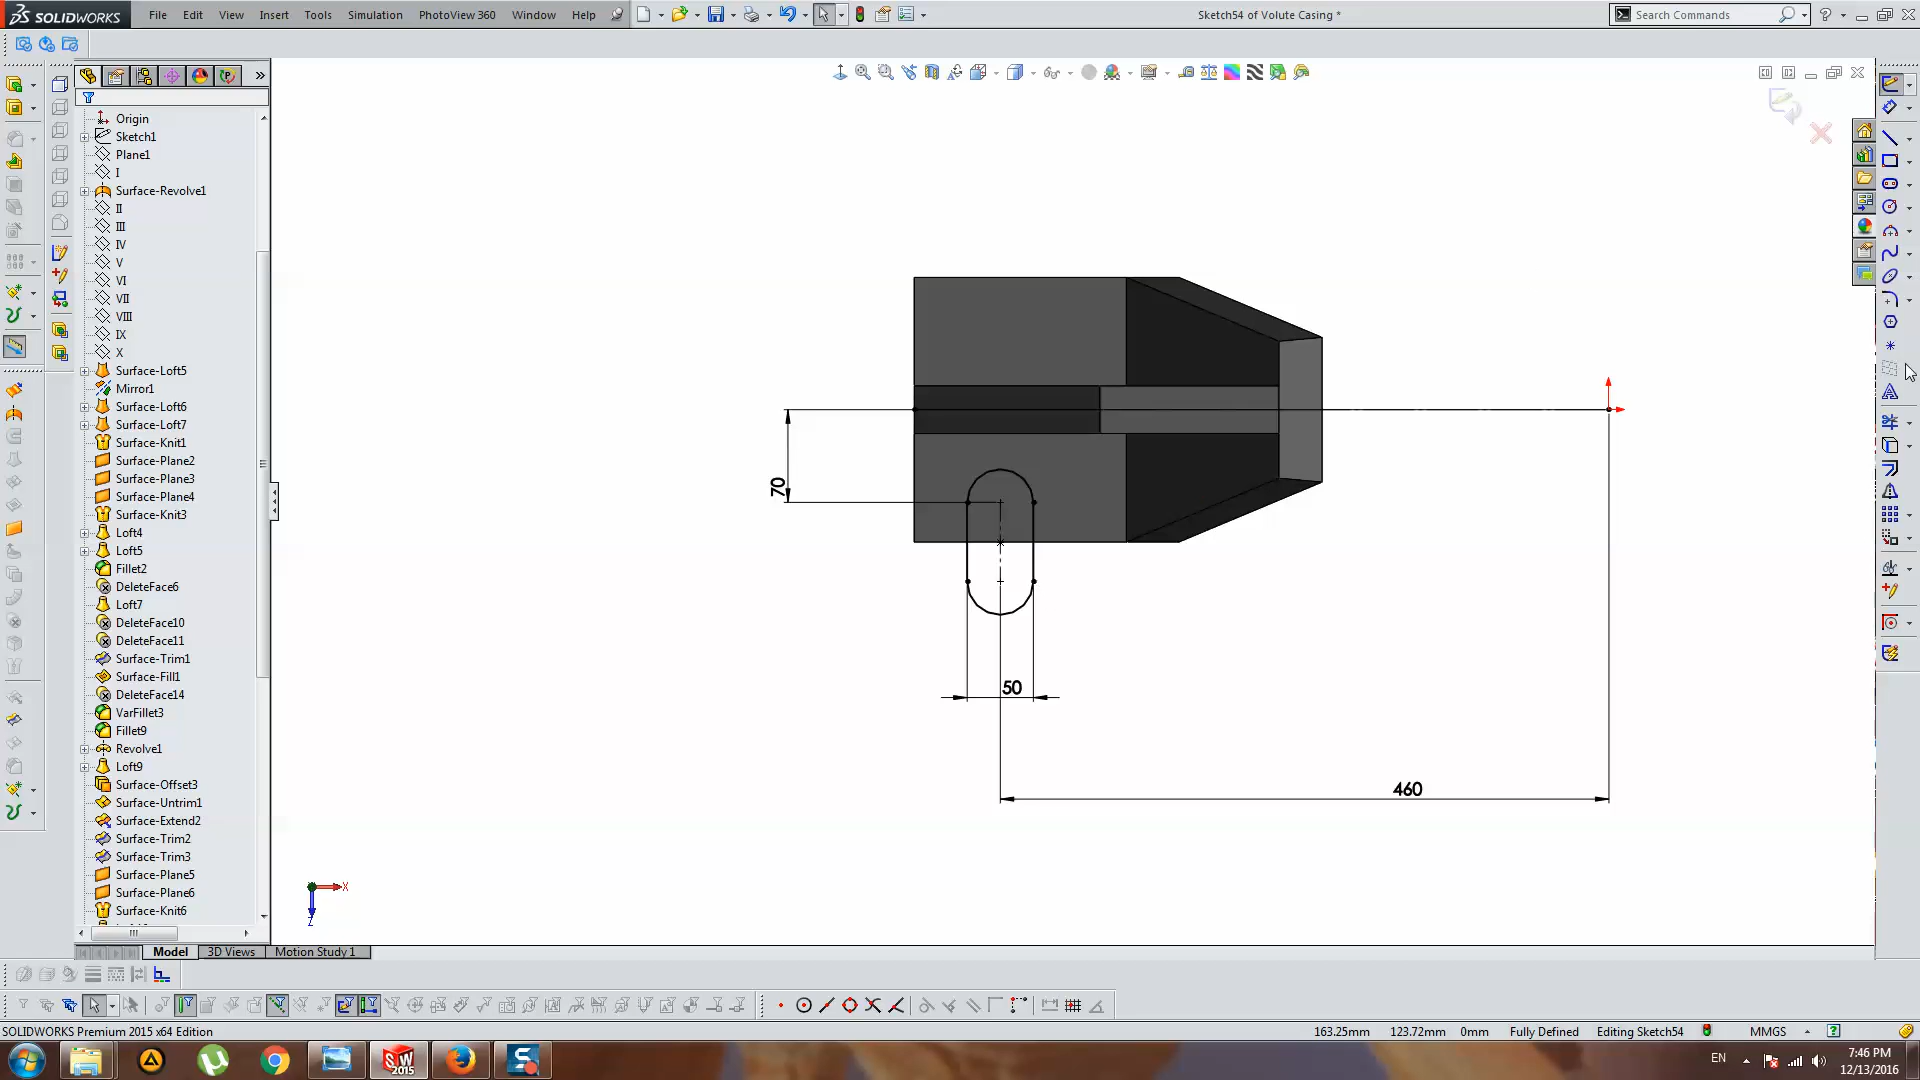 SOLIDWORKS
File Edit View Insert Tools Simulation PhotoView 360 Window Help
Sketch54 of Volute Casing *
Search Commands
Origin
Sketch1
Plane1
I
Surface-Revolve1
II
III
IV
V
VI
VII
VIII
IX
X
Surface-Loft5
Mirror1
Surface-Loft6
Surface-Loft7
Surface-Knit1
Surface-Plane2
Surface-Plane3
Surface-Plane4
Surface-Knit3
Loft4
Loft5
Fillet2
DeleteFace6
Loft7
DeleteFace10
DeleteFace11
Surface-Trim1
Surface-Fill1
DeleteFace14
VarFillet3
Fillet9
Revolve1
Loft9
Surface-Offset3
Surface-Untrim1
Surface-Extend2
Surface-Trim2
Surface-Trim3
Surface-Plane5
Surface-Plane6
Surface-Knit6
70
50
460
X
Z
Model 3D Views Motion Study 1
SOLIDWORKS Premium 2015 x64 Edition
163.25mm 123.72mm 0mm Fully Defined Editing Sketch54 MMGS
SW
2015
S
EN
7:46 PM
12/13/2016